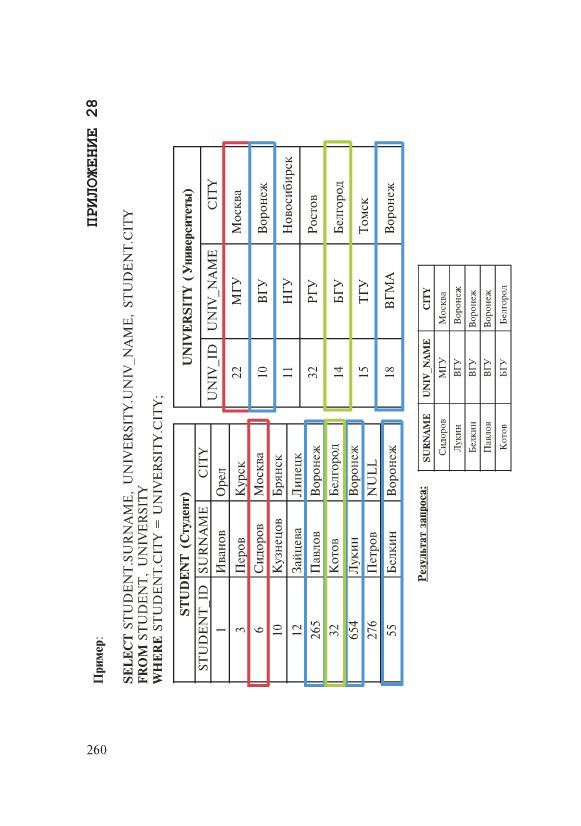 ПРИЛОЖЕНИЕ 28
Пример:
SELECT STUDENT.SURNAME, UNIVERSITY.UNIV_NAME, STUDENT.CITY
FROM STUDENT, UNIVERSITY
WHERE STUDENT.CITY = UNIVERSITY.CITY;
STUDENT (Студент)
STUDENT_ID SURNAME CITY
1 Иванов Орел
3 Перов Курск
6 Сидоров Москва
10 Кузнецов Брянск
12 Зайцева Липецк
265 Павлов Воронеж
32 Котов Белгород
654 Лукин Воронеж
276 Петров NULL
55 Белкин Воронеж
UNIVERSITY (Университеты)
UNIV_ID UNIV_NAME CITY
22 МГУ Москва
10 ВГУ Воронеж
11 НГУ Новосибирск
32 РГУ Ростов
14 БГУ Белгород
15 ТГУ Томск
18 ВГМА Воронеж
Результат запроса:
SURNAME UNIV_NAME CITY
Сидоров МГУ Москва
Лукин ВГУ Воронеж
Белкин ВГУ Воронеж
Павлов ВГУ Воронеж
Котов БГУ Белгород
260